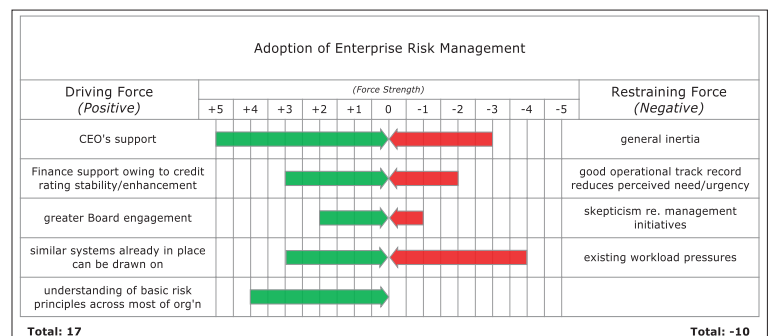 Adoption of Enterprise Risk Management
Driving Force
(Positive)
(Force Strength)
Restraining Force
(Negative)
+5 +4 +3 +2 +1 0 -1 -2 -3 -4 -5
CEO's support
general inertia
Finance support owing to credit
rating stability/enhancement
good operational track record
reduces perceived need/urgency
greater Board engagement
skepticism re. management
initiatives
similar systems already in place
can be drawn on
existing workload pressures
understanding of basic risk
principles across most of org'n
Total: 17
Total: -10